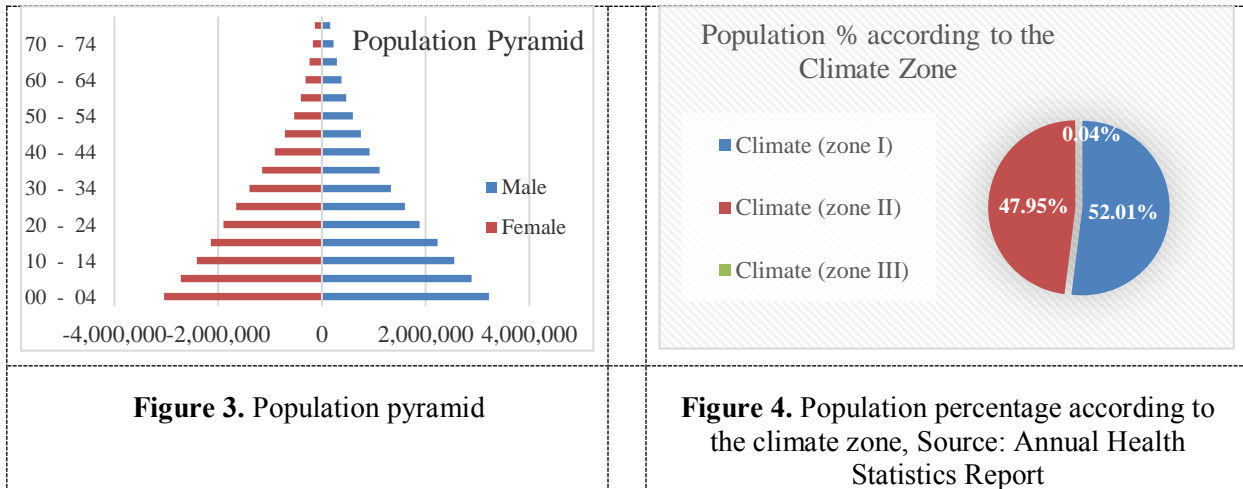 Population Pyramid
70 - 74
60 - 64
50 - 54
40 - 44
30 - 34
20 - 24
10 - 14
00 - 04
Male
Female
-4,000,000 -2,000,000 0 2,000,000 4,000,000
Figure 3. Population pyramid
Population % according to the
Climate Zone
Climate (zone I)
Climate (zone II)
Climate (zone III)
0.04%
47.95%
52.01%
Figure 4. Population percentage according to
the climate zone, Source: Annual Health
Statistics Report